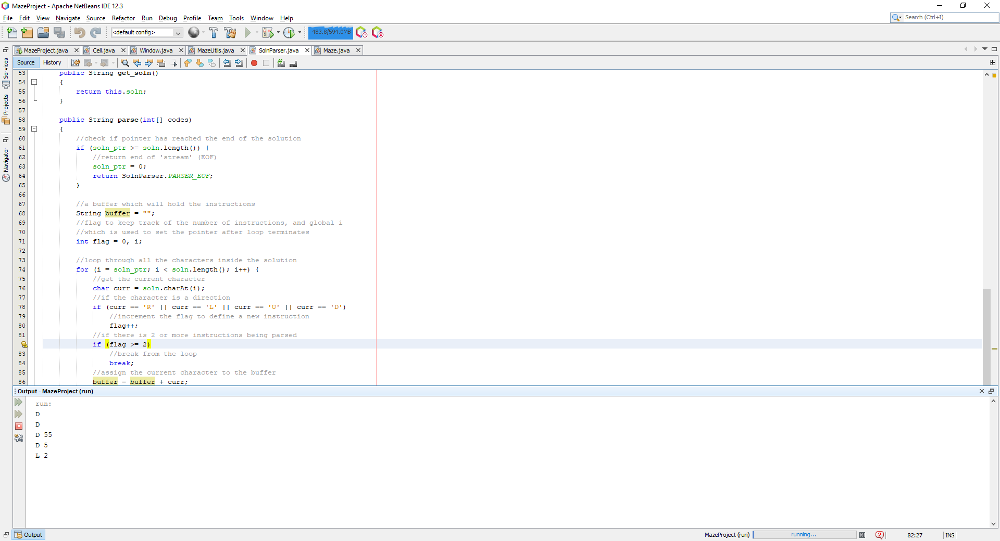 MazeProject - Apache NetBeans IDE 12.3
File Edit View Navigate Source Refactor Run Debug Profile Team Tools Window Help
Search (Ctrl+I)
<default config>
483.8/594.0MB
MazeProject.java Cell.java Window.java MazeUtils.java SolnParser.java Maze.java
Source History
Services
Projects
Navigator
53 public String get_soln()
54 {
55 return this.soln;
56 }
57
58 public String parse(int[] codes)
59 {
60 //check if pointer has reached the end of the solution
61 if (soln_ptr >= soln.length()) {
62 //return end of 'stream' (EOF)
63 soln_ptr = 0;
64 return SolnParser.PARSER_EOF;
65 }
66
67 //a buffer which will hold the instructions
68 String buffer = "";
69 //flag to keep track of the number of instructions, and global i
70 //which is used to set the pointer after loop terminates
71 int flag = 0, i;
72
73 //loop through all the characters inside the solution
74 for (i = soln_ptr; i < soln.length(); i++) {
75 //get the current character
76 char curr = soln.charAt(i);
77 //if the character is a direction
78 if (curr == 'R' || curr == 'L' || curr == 'U' || curr == 'D')
79 //increment the flag to define a new instruction
80 flag++;
81 //if there is 2 or more instructions being parsed
if (flag >= 2)
83 //break from the loop
84 break;
85 //assign the current character to the buffer
86 buffer = buffer + curr;
Output - MazeProject (run)
run:
D
D
D 55
D 5
L 2
Output
MazeProject (run) running... 2 82:27 INS